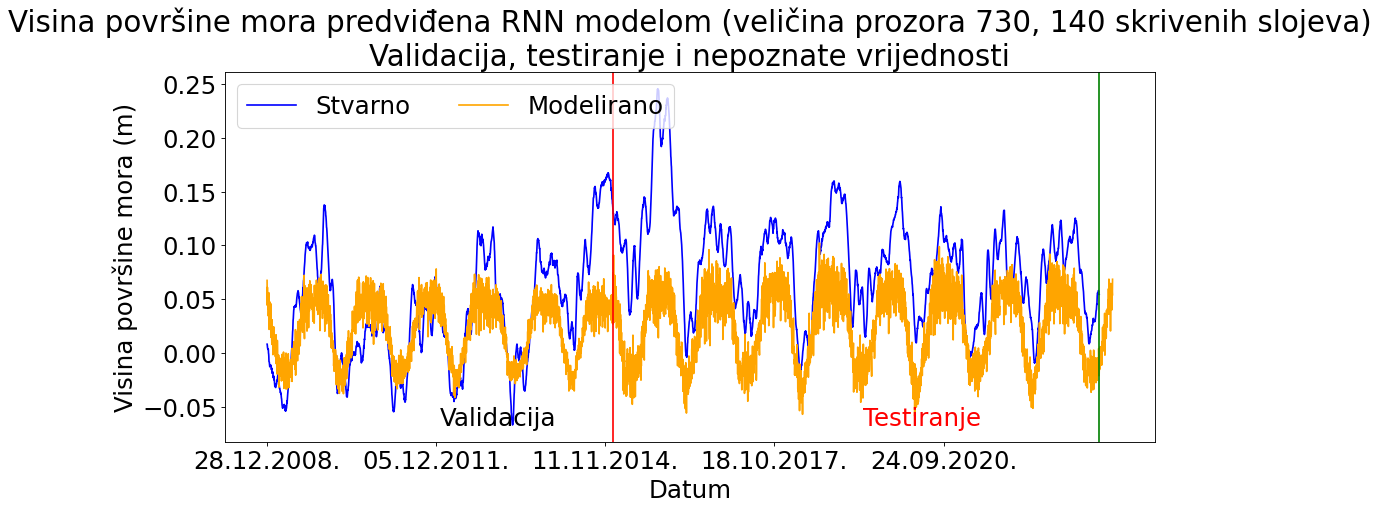 Visina površine mora predviđena RNN modelom (veličina prozora 730, 140 skrivenih slojeva)
Validacija, testiranje i nepoznate vrijednosti
Stvarno
Modelirano
Visina površine mora (m)
0.25
0.20
0.15
0.10
0.05
0.00
−0.05
Validacija
Testiranje
28.12.2008.
05.12.2011.
11.11.2014.
18.10.2017.
24.09.2020.
Datum